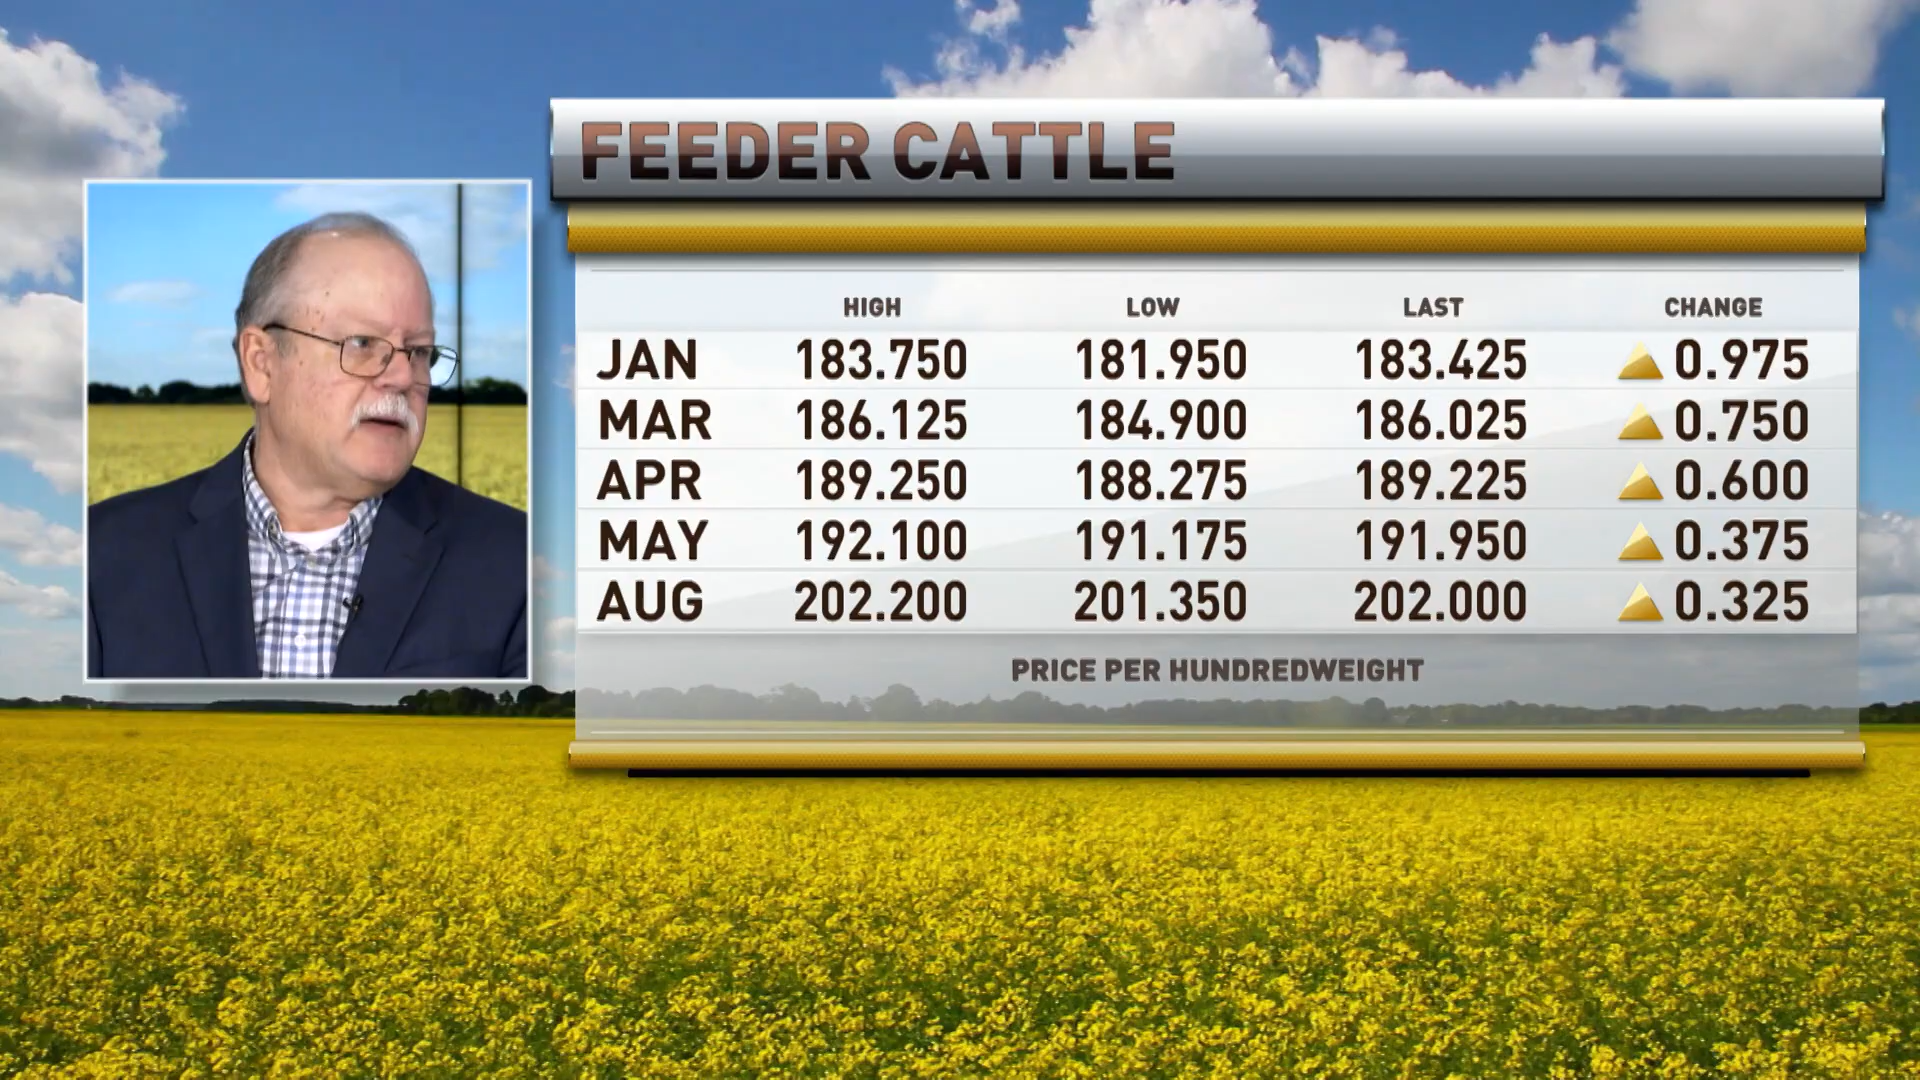 FEEDER CATTLE
HIGH LOW LAST CHANGE
JAN 183.750 181.950 183.425 0.975
MAR 186.125 184.900 186.025 0.750
APR 189.250 188.275 189.225 0.600
MAY 192.100 191.175 191.950 0.375
AUG 202.200 201.350 202.000 0.325
PRICE PER HUNDREDWEIGHT